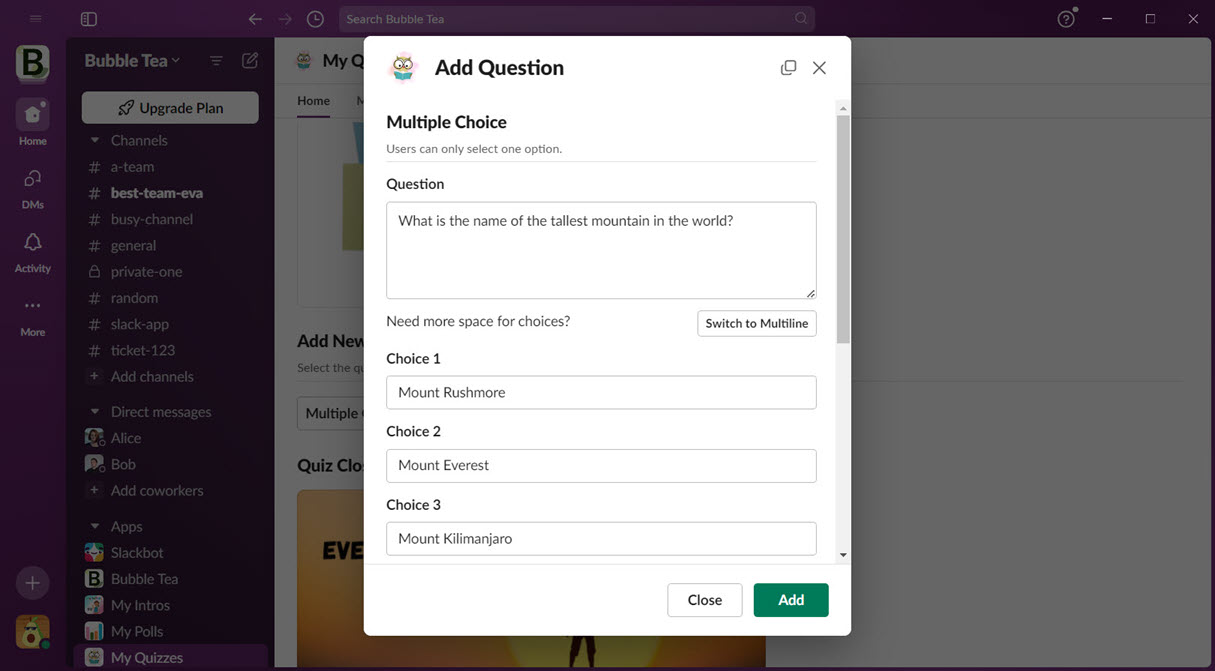 Search Bubble Tea
B
Bubble Tea
Upgrade Plan
Home
DMs
Activity
More
Channels
# a-team
# best-team-eva
# busy-channel
# general
private-one
# random
# slack-app
# ticket-123
+ Add channels
Direct messages
Alice
Bob
+ Add coworkers
Apps
Slackbot
B Bubble Tea
My Intros
My Polls
My Quizzes
My Q
Home
M
Add New
Select the qu
Multiple
Quiz Clo
EVE
Add Question
Multiple Choice
Users can only select one option.
Question
What is the name of the tallest mountain in the world?
Need more space for choices?
Switch to Multiline
Choice 1
Mount Rushmore
Choice 2
Mount Everest
Choice 3
Mount Kilimanjaro
Close
Add